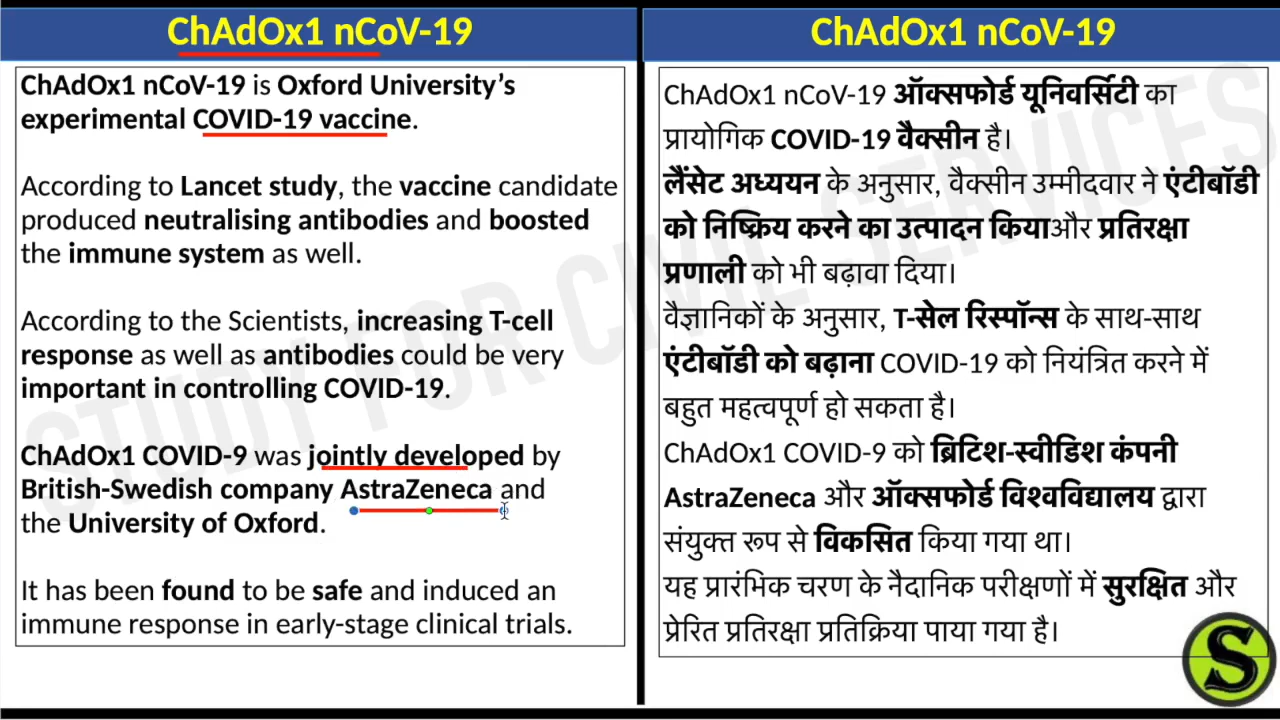 ChAdOx1 nCoV-19
ChAdOx1 nCoV-19 is Oxford University’s
experimental COVID-19 vaccine.
According to Lancet study, the vaccine candidate
produced neutralising antibodies and boosted
the immune system as well.
According to the Scientists, increasing T-cell
response as well as antibodies could be very
important in controlling COVID-19.
ChAdOx1 COVID-9 was jointly developed by
British-Swedish company AstraZeneca and
the University of Oxford.
It has been found to be safe and induced an
immune response in early-stage clinical trials.
ChAdOx1 nCoV-19
ChAdOx1 nCoV-19 ऑक्सफोर्ड यूनिवर्सिटी का
प्रायोगिक COVID-19 वैक्सीन है।
लैंसेट अध्ययन के अनुसार, वैक्सीन उम्मीदवार ने एंटीबॉडी
को निष्क्रिय करने का उत्पादन कियाऔर प्रतिरक्षा
प्रणाली को भी बढ़ावा दिया।
वैज्ञानिकों के अनुसार, T-सेल रिस्पॉन्स के साथ-साथ
एंटीबॉडी को बढ़ाना COVID-19 को नियंत्रित करने में
बहुत महत्वपूर्ण हो सकता है।
ChAdOx1 COVID-9 को ब्रिटिश-स्वीडिश कंपनी
AstraZeneca और ऑक्सफोर्ड विश्वविद्यालय द्वारा
संयुक्त रूप से विकसित किया गया था।
यह प्रारंभिक चरण के नैदानिक परीक्षणों में सुरक्षित और
प्रेरित प्रतिरक्षा प्रतिक्रिया पाया गया है।
STUDY FOR CIVIL SERVICES
S